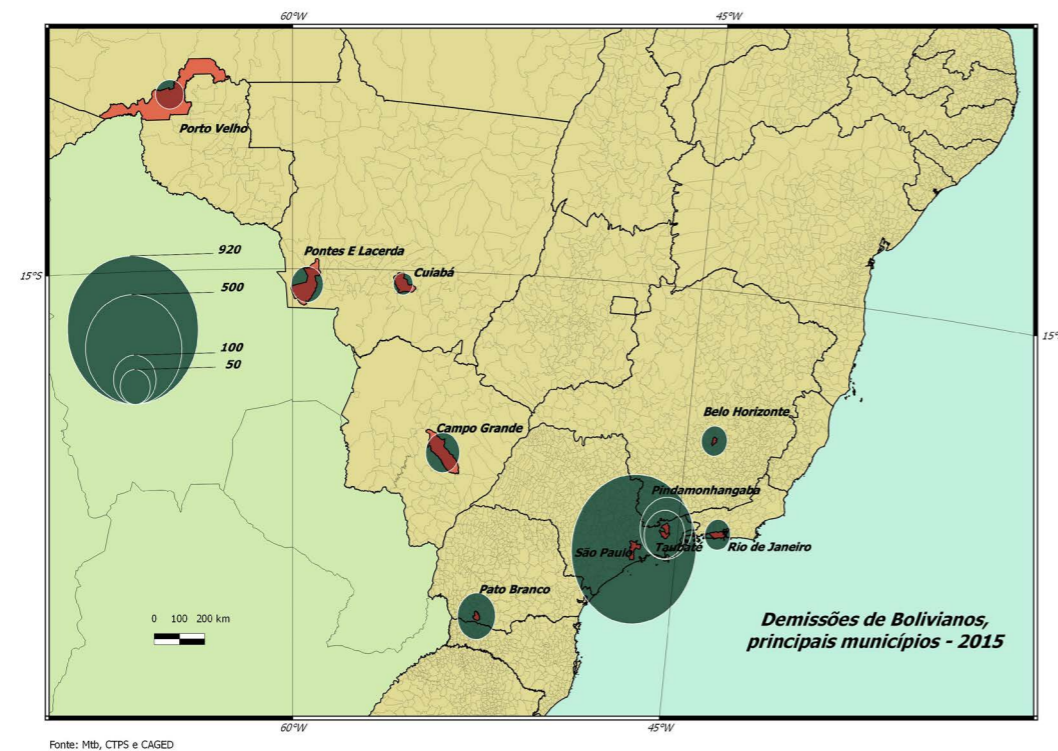 60°W
45°W
Porto Velho
Pontes E Lacerda
Cuiabá
15°S
920
500
100
50
15°
Campo Grande
Belo Horizonte
Pindamonhangaba
São Paulo
Taubaté
Rio de Janeiro
Pato Branco
0 100 200 km
Demissões de Bolivianos,
principais municípios - 2015
60°W
45°W
Fonte: Mtb, CTPS e CAGED